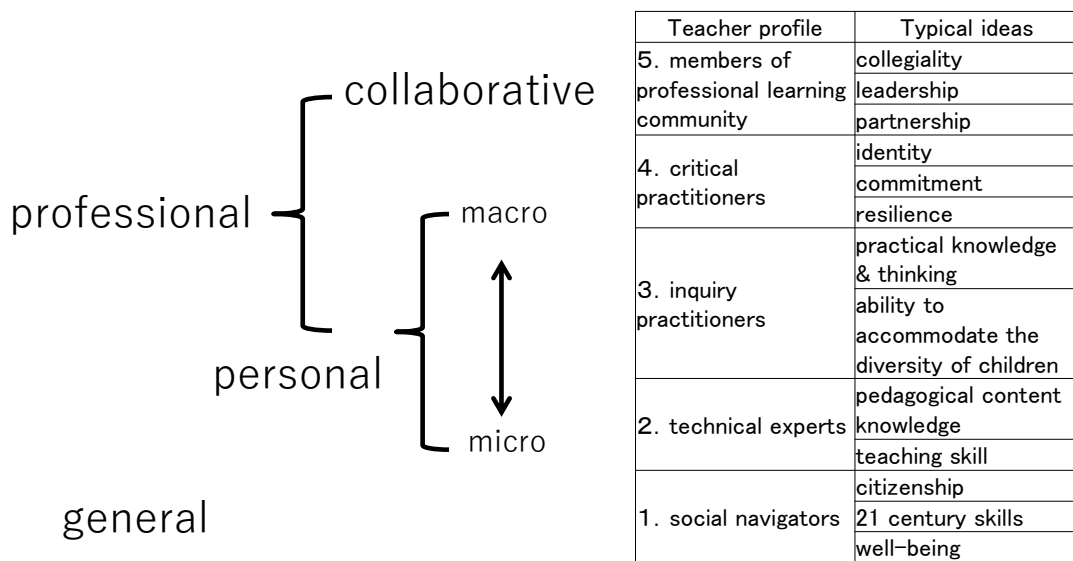 collaborative
professional
macro
personal
micro
general
Teacher profile
Typical ideas
5. members of
professional learning
community
collegiality
leadership
partnership
4. critical
practitioners
identity
commitment
resilience
3. inquiry
practitioners
practical knowledge
& thinking
ability to
accommodate the
diversity of children
2. technical experts
pedagogical content
knowledge
teaching skill
1. social navigators
citizenship
21 century skills
well-being